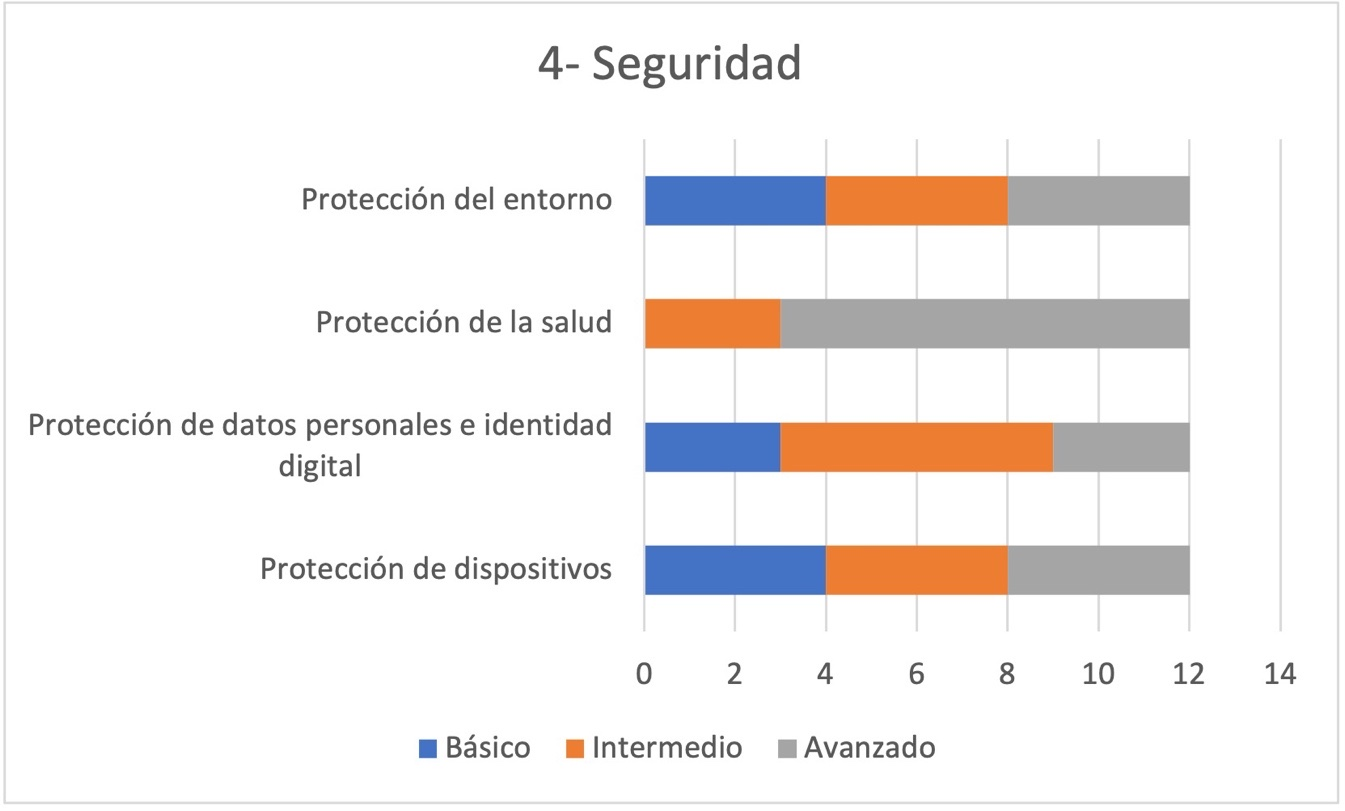 4- Seguridad
Protección del entorno
Protección de la salud
Protección de datos personales e identidad
digital
Protección de dispositivos
0 2 4 6 8 10 12 14
Básico Intermedio Avanzado